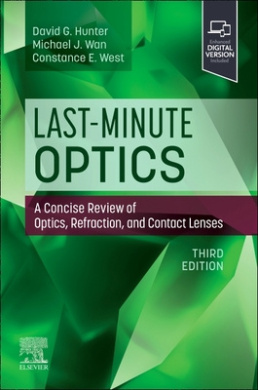 David G. Hunter
Michael J. Wan
Constance E. West
Enhanced
DIGITAL
VERSION
Included
LAST-MINUTE
OPTICS
A Concise Review of
Optics, Refraction, and Contact Lenses
THIRD
EDITION
ELSEVIER